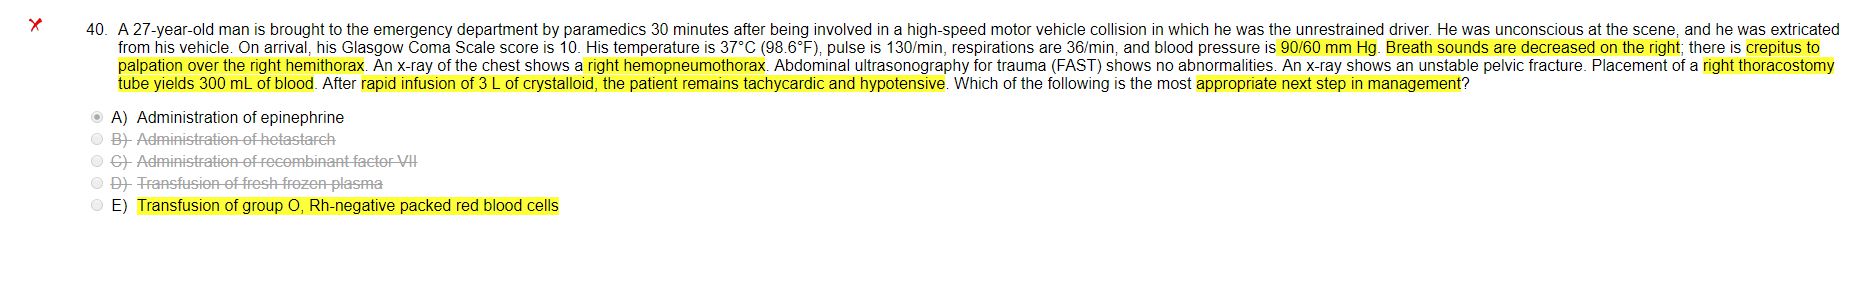 40. A 27-year-old man is brought to the emergency department by paramedics 30 minutes after being involved in a high-speed motor vehicle collision in which he was the unrestrained driver. He was unconscious at the scene, and he was extricated
from his vehicle. On arrival, his Glasgow Coma Scale score is 10. His temperature is 37°C (98.6°F), pulse is 130/min, respirations are 36/min, and blood pressure is 90/60 mm Hg. Breath sounds are decreased on the right; there is crepitus to
palpation over the right hemithorax. An x-ray of the chest shows a right hemopneumothorax. Abdominal ultrasonography for trauma (FAST) shows no abnormalities. An x-ray shows an unstable pelvic fracture. Placement of a right thoracostomy
tube yields 300 mL of blood. After rapid infusion of 3 L of crystalloid, the patient remains tachycardic and hypotensive. Which of the following is the most appropriate next step in management?
A) Administration of epinephrine
B) Administration of hetastarch
C) Administration of recombinant factor VII
D) Transfusion of fresh frozen plasma
E) Transfusion of group O, Rh-negative packed red blood cells